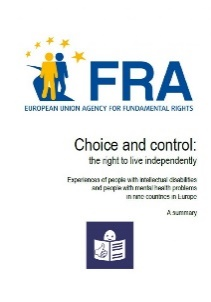 FRA
EUROPEAN UNION AGENCY FOR FUNDAMENTAL RIGHTS
Choice and control:
the right to live independently
Experiences of people with intellectual disabilities
and people with mental health problems
in nine countries in Europe
A summary